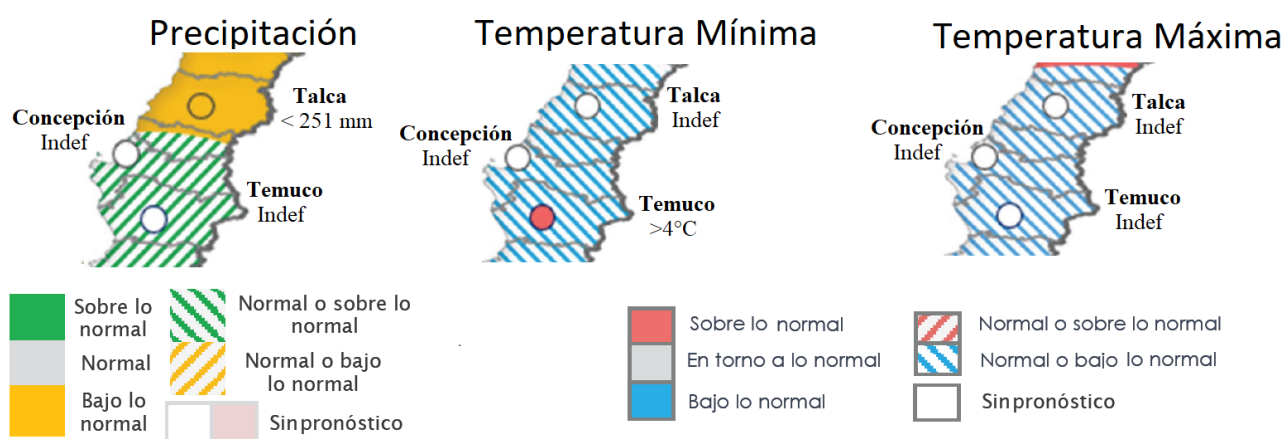 Precipitación
Talca
< 251 mm
Concepción
Indef
Temuco
Indef
Temperatura Mínima
Talca
Indef
Concepción
Indef
Temuco
>4°C
Temperatura Máxima
Talca
Indef
Concepción
Indef
Temuco
Indef
Sobre lo
normal
Normal
Bajo lo
normal
Normal o sobre lo
normal
Normal o bajo
lo normal
Sin pronóstico
Sobre lo normal
En torno a lo normal
Bajo lo normal
Normal o sobre lo normal
Normal o bajo lo normal
Sin pronóstico